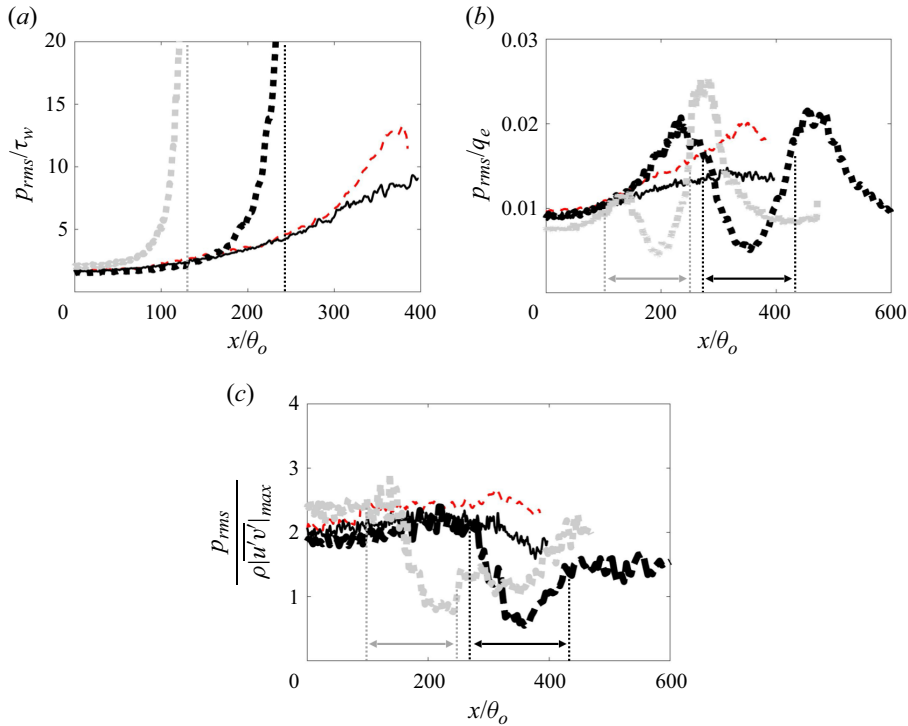 (a)
20
15
10
5
0 100 200 300 400
p_rms/τ_w
x/θ_o
(b)
0.03
0.02
0.01
0 200 400 600
p_rms/q_e
x/θ_o
(c)
4
3
2
1
0 200 400 600
p_rms
ρ|u′v′|_max
x/θ_o